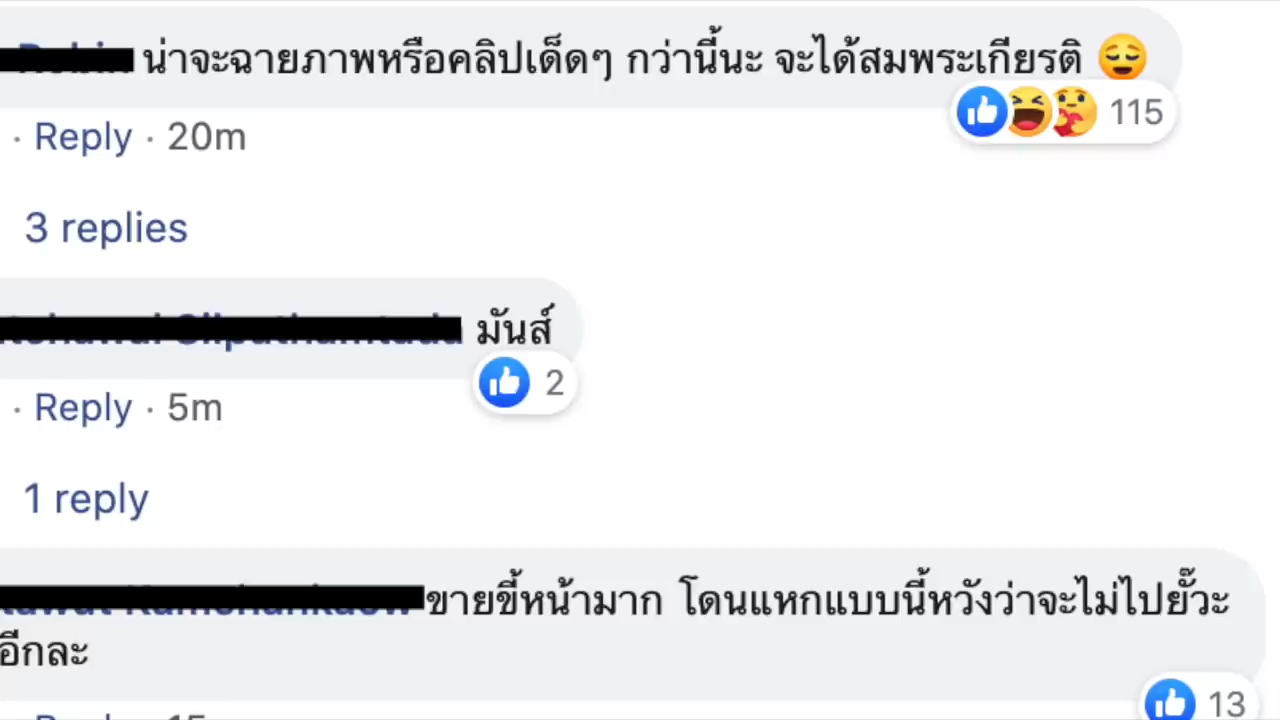 น่าจะฉายภาพหรือคลิปเด็ดๆ กว่านี้นะ จะได้สมพระเกียรติ 😌
115
· Reply · 20m
3 replies
มันส์
2
· Reply · 5m
1 reply
ขายขี้หน้ามาก โดนแหกแบบนี้หวังว่าจะไม่ไปยั๊วะ
อีกละ
13